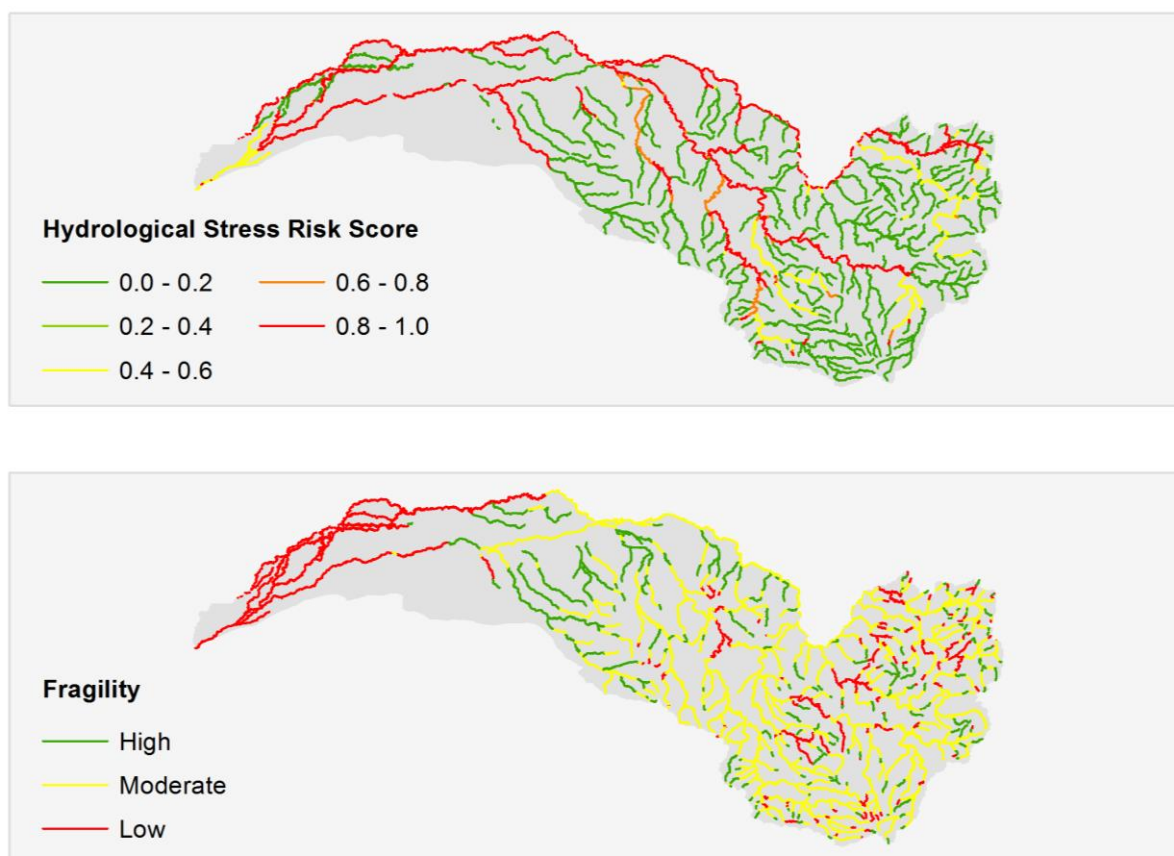 Hydrological Stress Risk Score
0.0 - 0.2
0.6 - 0.8
0.2 - 0.4
0.8 - 1.0
0.4 - 0.6
Fragility
High
Moderate
Low